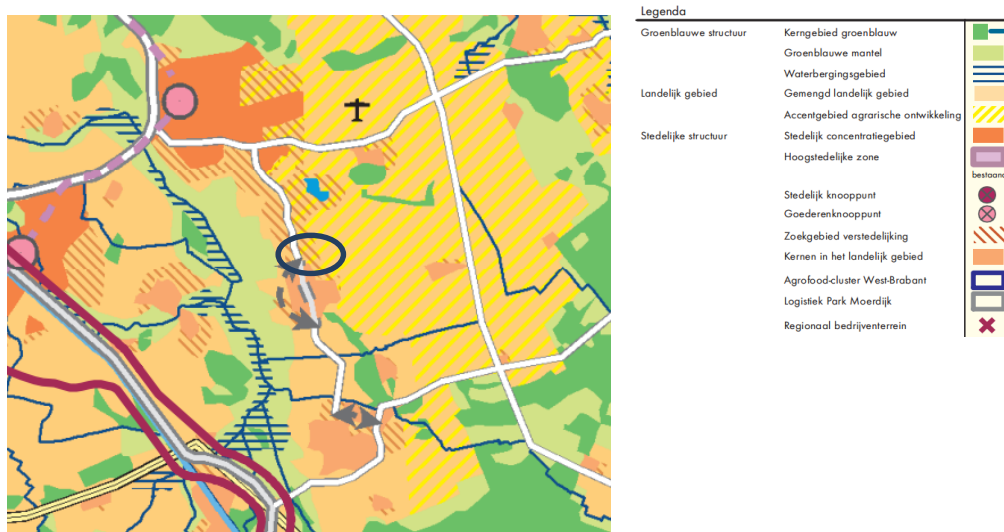 Legenda
Groenblauwe structuur Kerngebied groenblauw
Groenblauwe mantel
Waterbergingsgebied
Landelijk gebied Gemengd landelijk gebied
Accentgebied agrarische ontwikkeling
Stedelijke structuur Stedelijk concentratiegebied
Hoogstedelijke zone
bestaand
Stedelijk knooppunt
Goederenknooppunt
Zoekgebied verstedelijking
Kernen in het landelijk gebied
Agrofood-cluster West-Brabant
Logistiek Park Moerdijk
Regionaal bedrijventerrein